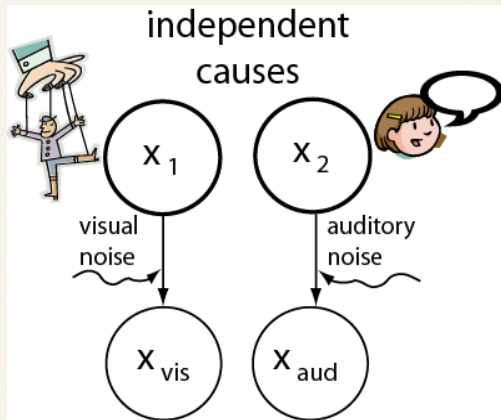 independent
causes
x 1
x 2
visual
noise
auditory
noise
x vis
x aud